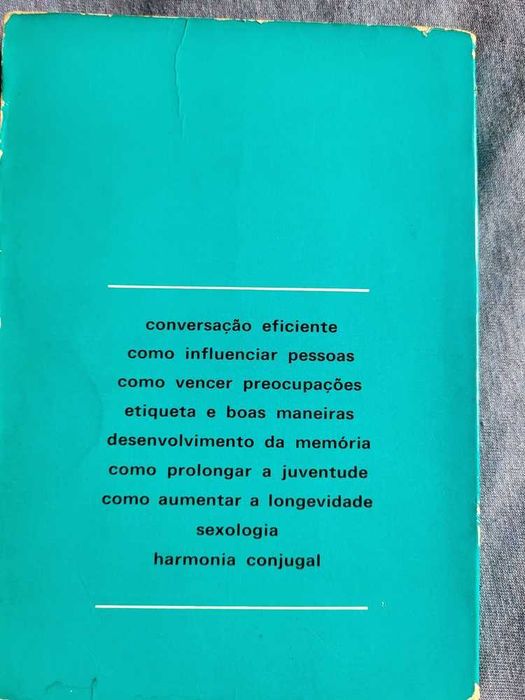 conversação eficiente
como influenciar pessoas
como vencer preocupações
etiqueta e boas maneiras
desenvolvimento da memória
como prolongar a juventude
como aumentar a longevidade
sexologia
harmonia conjugal